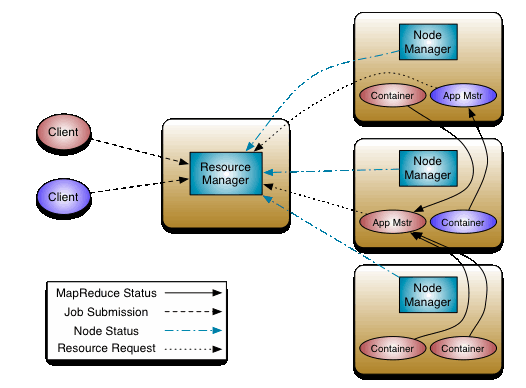 Client
Client
Resource
Manager
Node
Manager
Container
App Mstr
Node
Manager
App Mstr
Container
Node
Manager
Container
Container
MapReduce Status
Job Submission
Node Status
Resource Request